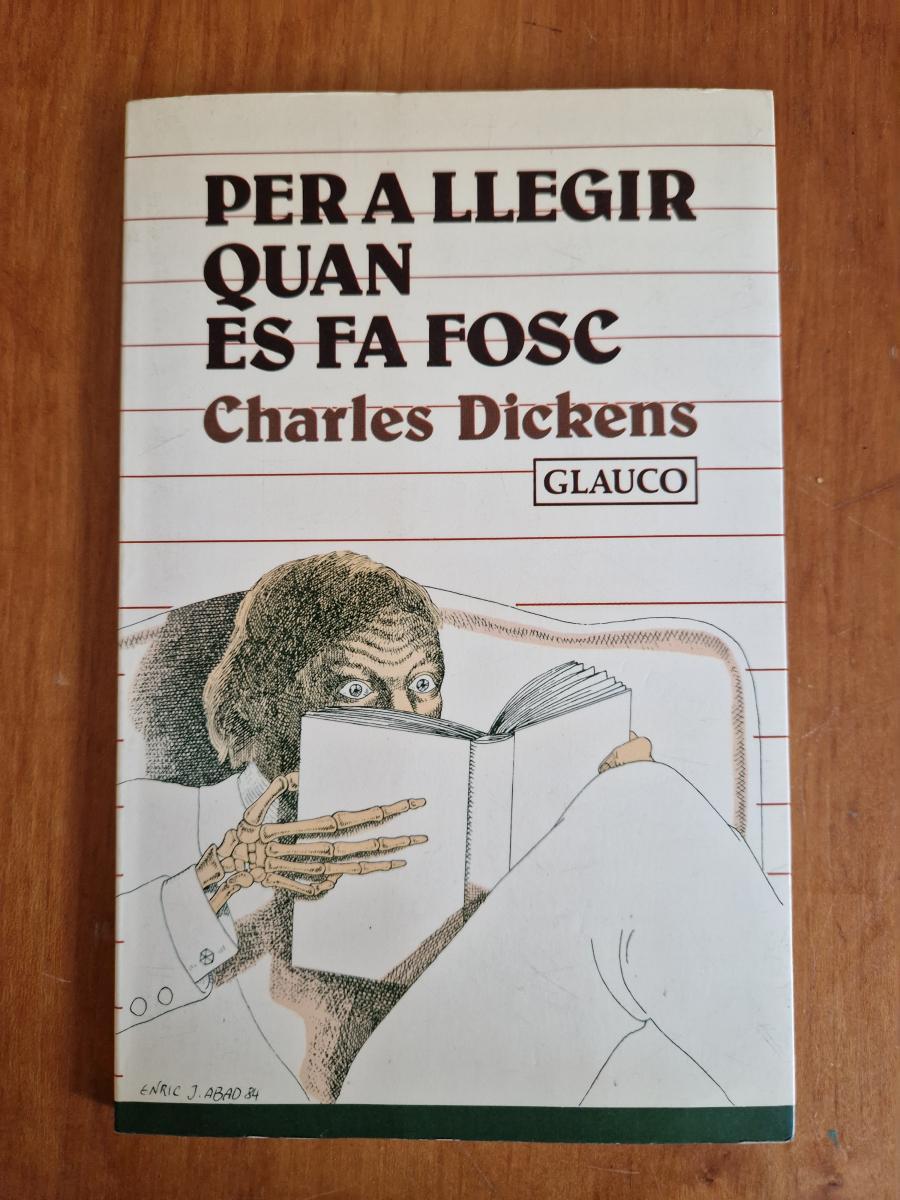 PER A LLEGIR
QUAN
ES FA FOSC
Charles Dickens
GLAUCO
ENRIC J. ABAD 84